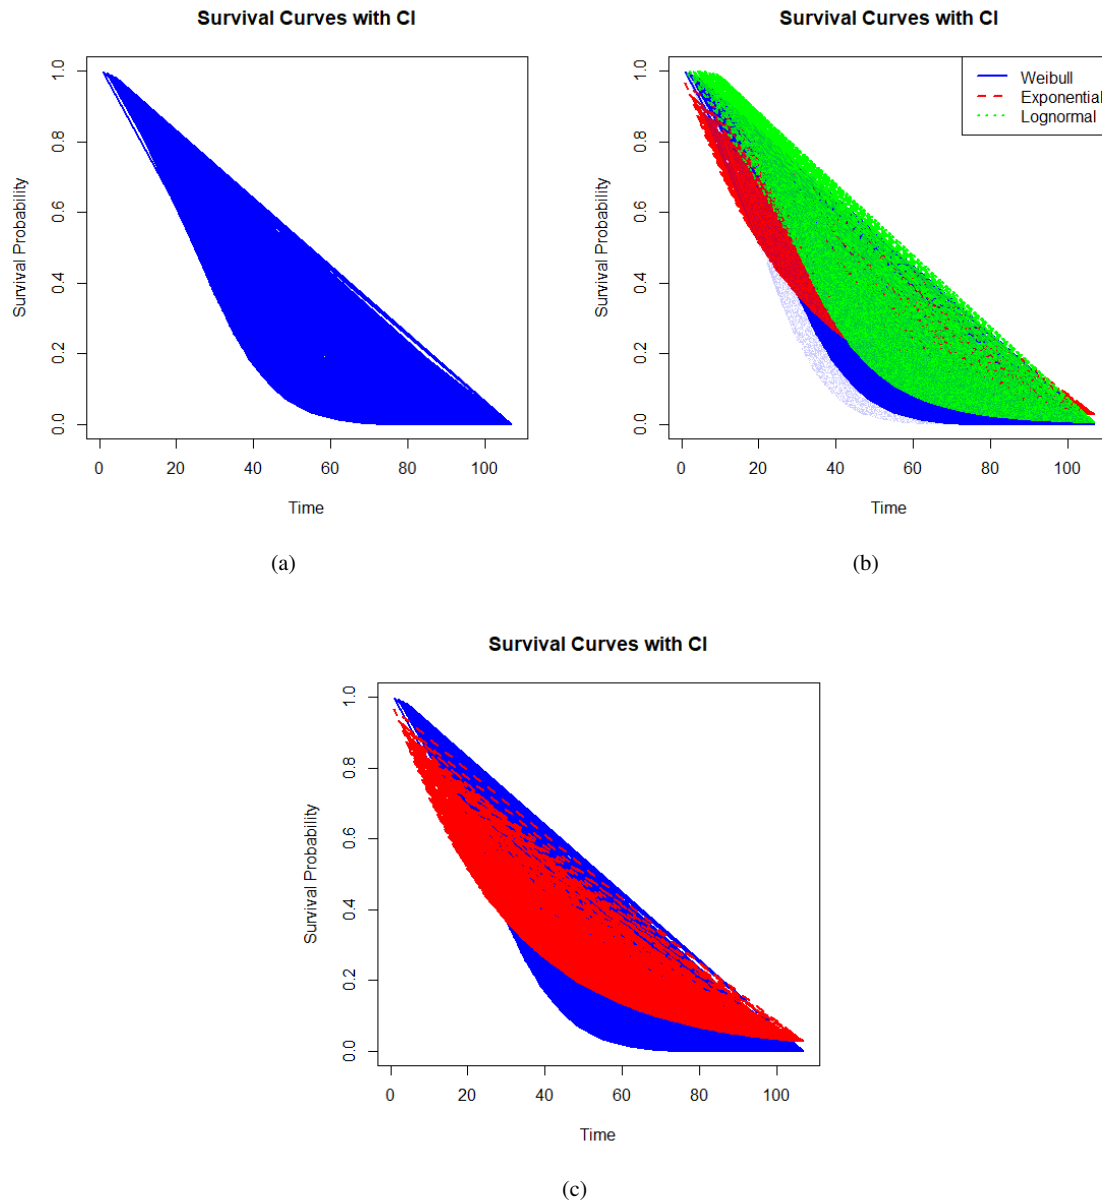 Survival Curves with CI
Survival Probability
1.0
0.8
0.6
0.4
0.2
0.0
0 20 40 60 80 100
Time
(a)
Survival Curves with CI
Survival Probability
1.0
0.8
0.6
0.4
0.2
0.0
Weibull
Exponential
Lognormal
0 20 40 60 80 100
Time
(b)
Survival Curves with CI
Survival Probability
1.0
0.8
0.6
0.4
0.2
0.0
0 20 40 60 80 100
Time
(c)